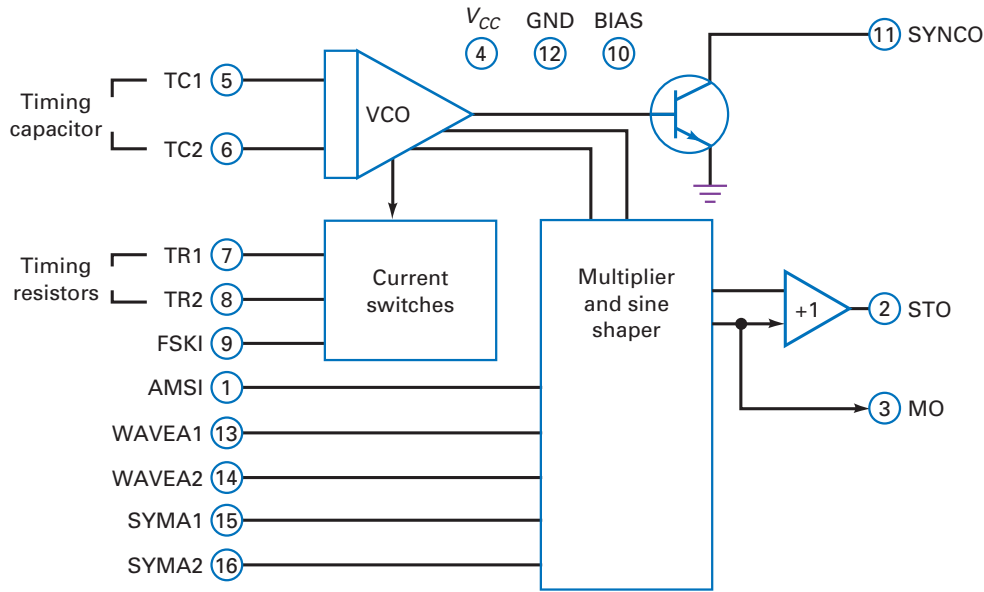 V_CC GND BIAS
4 12 10
11 SYNCO
Timing
capacitor
TC1 5
TC2 6
VCO
Timing
resistors
TR1 7
TR2 8
FSKI 9
Current
switches
Multiplier
and sine
shaper
+1
2 STO
3 MO
AMSI 1
WAVEA1 13
WAVEA2 14
SYMA1 15
SYMA2 16